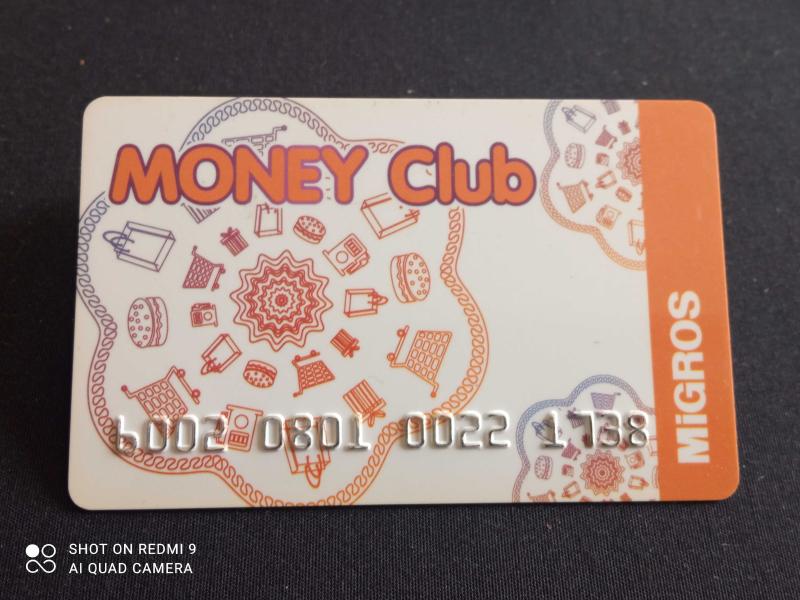 MONEY Club
MiGROS
6002 0801 0022 1738
SHOT ON REDMI 9
AI QUAD CAMERA